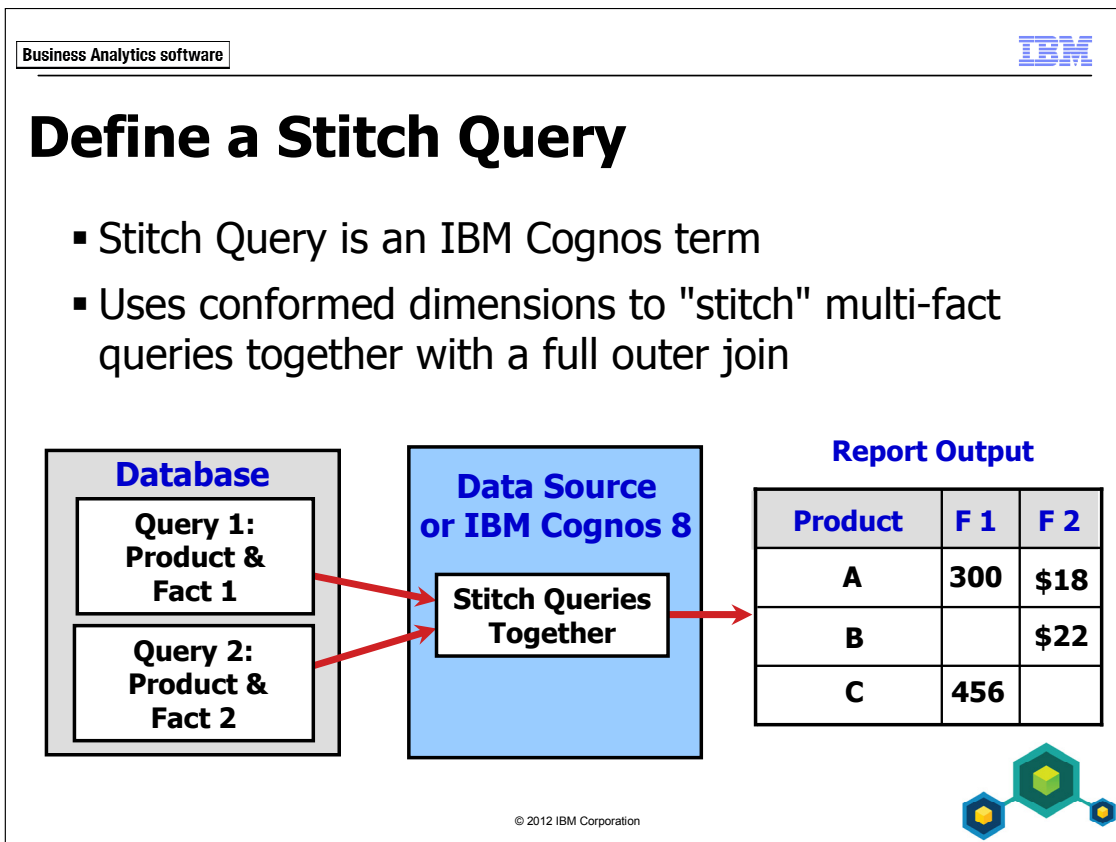 Business Analytics software
IBM
Define a Stitch Query
▪ Stitch Query is an IBM Cognos term
▪ Uses conformed dimensions to "stitch" multi-fact
queries together with a full outer join
Database
Query 1:
Product &
Fact 1
Query 2:
Product &
Fact 2
Data Source
or IBM Cognos 8
Stitch Queries
Together
Report Output
Product F 1 F 2
A 300 $18
B $22
C 456
© 2012 IBM Corporation